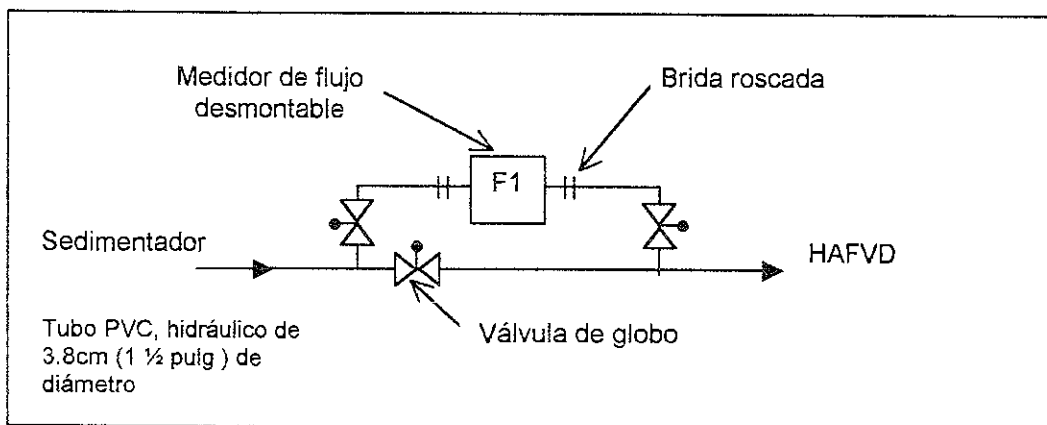 Medidor de flujo
desmontable
Brida roscada
F1
Sedimentador
HAFVD
Tubo PVC, hidráulico de
3.8cm (1 ½ pulg ) de
diámetro
Válvula de globo